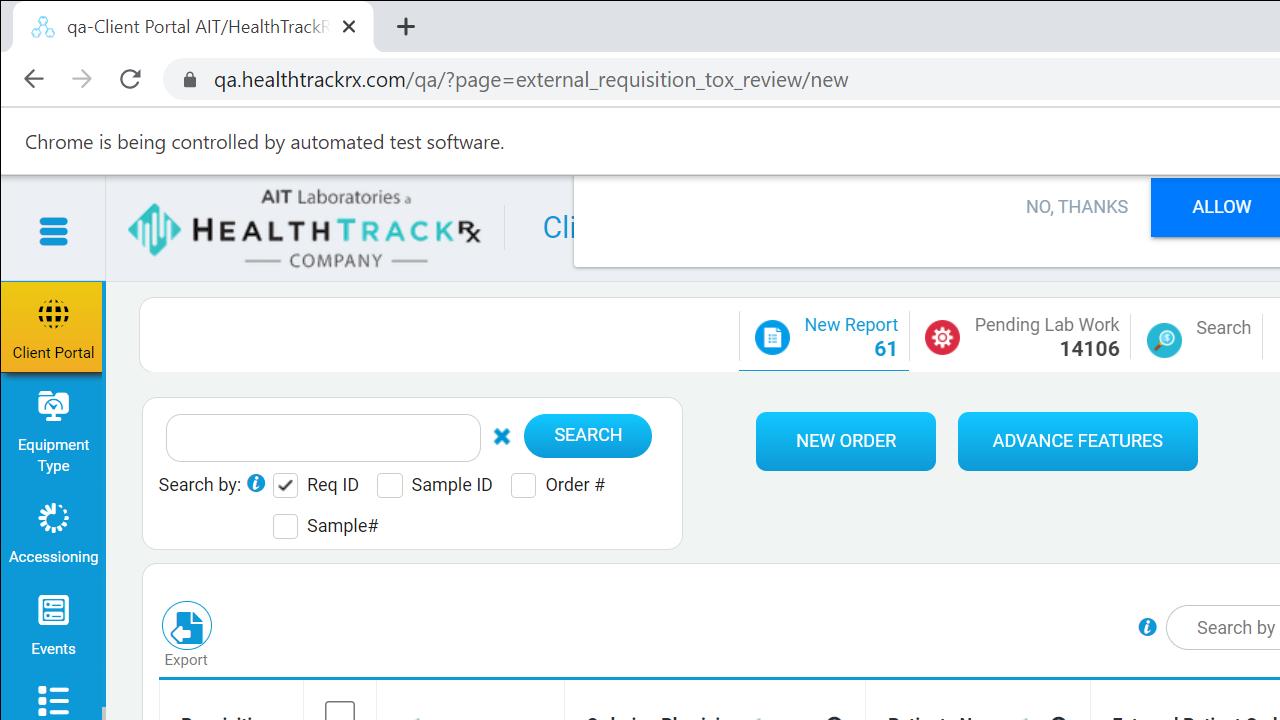 qa-Client Portal AIT/HealthTrackR
qa.healthtrackrx.com/qa/?page=external_requisition_tox_review/new
Chrome is being controlled by automated test software.
AIT Laboratories a
HEALTHTRACKRx
COMPANY
Cli
NO, THANKS
ALLOW
Client Portal
New Report
61
Pending Lab Work
14106
Search
SEARCH
NEW ORDER
ADVANCE FEATURES
Equipment
Type
Search by:
Req ID
Sample ID
Order #
Sample#
Accessioning
Events
Export
Search by